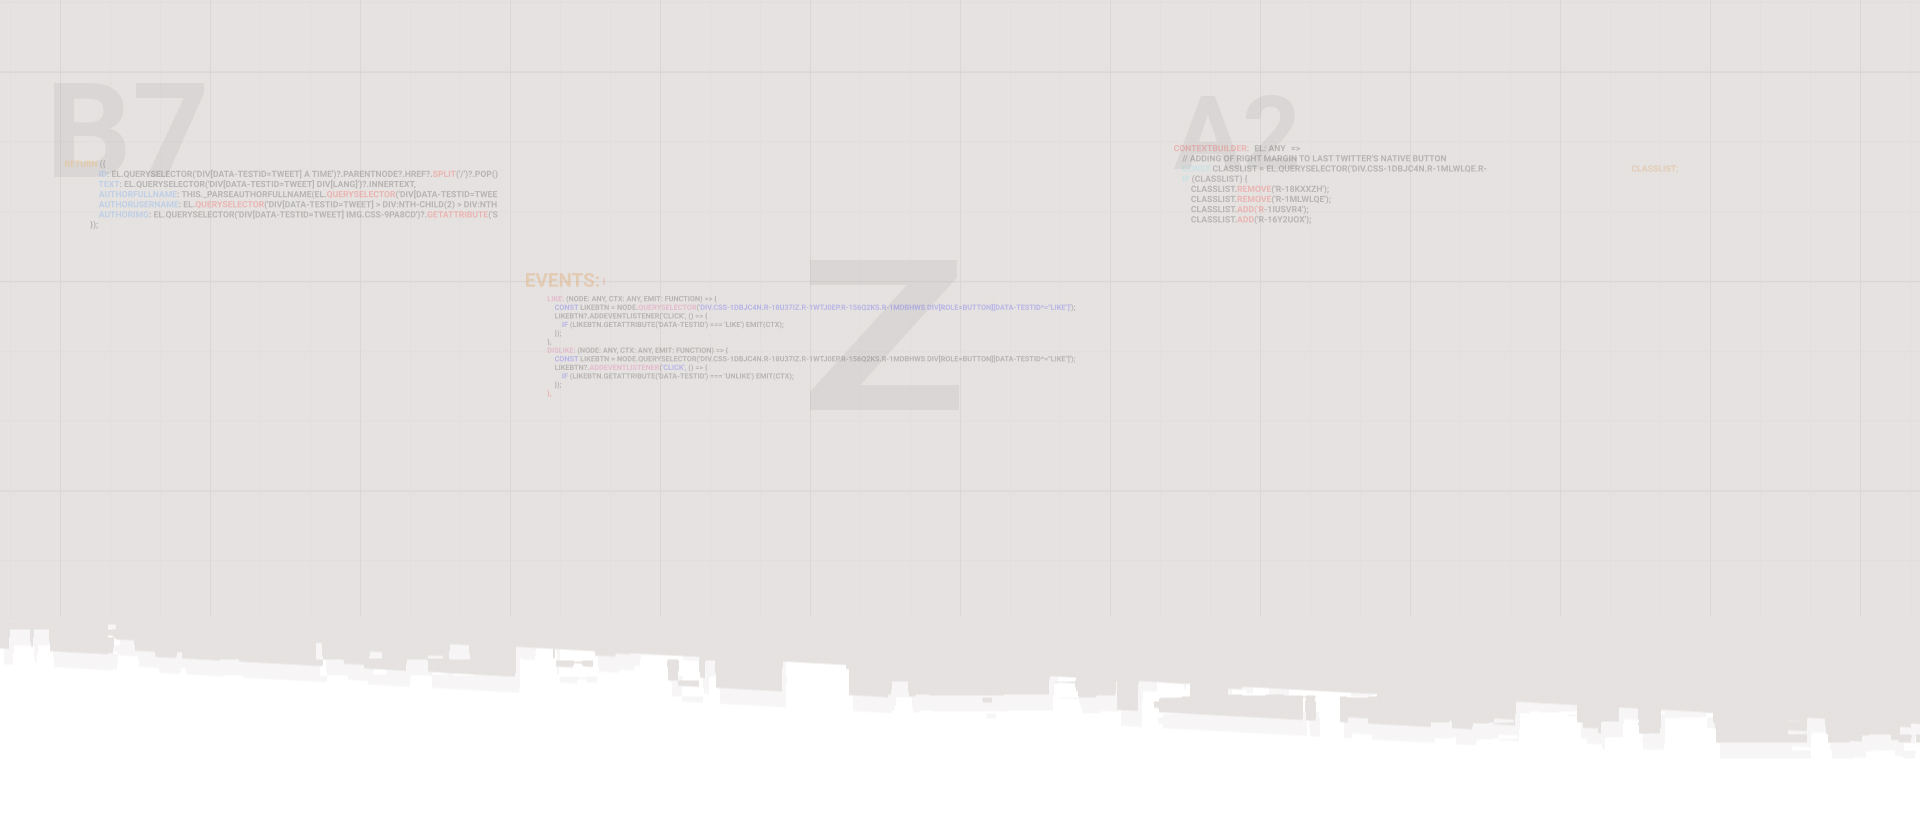 B7
RETURN {{
ID: EL.QUERYSELECTOR('DIV[DATA-TESTID=TWEET] A TIME')?.PARENTNODE?.HREF?.SPLIT('/')?.POP()
TEXT: EL.QUERYSELECTOR('DIV[DATA-TESTID=TWEET] DIV[LANG]')?.INNERTEXT,
AUTHORFULLNAME: THIS._PARSEAUTHORFULLNAME(EL.QUERYSELECTOR('DIV[DATA-TESTID=TWEE
AUTHORUSERNAME: EL.QUERYSELECTOR('DIV[DATA-TESTID=TWEET] > DIV:NTH-CHILD(2) > DIV:NTH
AUTHORIMG: EL.QUERYSELECTOR('DIV[DATA-TESTID=TWEET] IMG.CSS-9PA8CD')?.GETATTRIBUTE('S
});
A2
CONTEXTBUILDER: EL: ANY =>
// ADDING OF RIGHT MARGIN TO LAST TWITTER'S NATIVE BUTTON
CLASSLIST = EL.QUERYSELECTOR('DIV.CSS-1DBJC4N.R-1MLWLQE.R- CLASSLIST;
IF (CLASSLIST) {
CLASSLIST.REMOVE('R-18KXXZH');
CLASSLIST.REMOVE('R-1MLWLQE');
CLASSLIST.ADD('R-1IUSVR4');
CLASSLIST.ADD('R-16Y2UOX');
Z
EVENTS: {
LIKE: (NODE: ANY, CTX: ANY, EMIT: FUNCTION) => {
CONST LIKEBTN = NODE.QUERYSELECTOR('DIV.CSS-1DBJC4N.R-18U37IZ.R-1WTJ0EP.R-156Q2KS.R-1MDBHWS DIV[ROLE=BUTTON][DATA-TESTID*="LIKE"]');
LIKEBTN?.ADDEVENTLISTENER('CLICK', () => {
IF (LIKEBTN.GETATTRIBUTE('DATA-TESTID') === 'LIKE') EMIT(CTX);
});
},
DISLIKE: (NODE: ANY, CTX: ANY, EMIT: FUNCTION) => {
CONST LIKEBTN = NODE.QUERYSELECTOR('DIV.CSS-1DBJC4N.R-18U37IZ.R-1WTJ0EP.R-156Q2KS.R-1MDBHWS DIV[ROLE=BUTTON][DATA-TESTID*="LIKE"]');
LIKEBTN?.ADDEVENTLISTENER('CLICK', () => {
IF (LIKEBTN.GETATTRIBUTE('DATA-TESTID') === 'UNLIKE') EMIT(CTX);
});
},